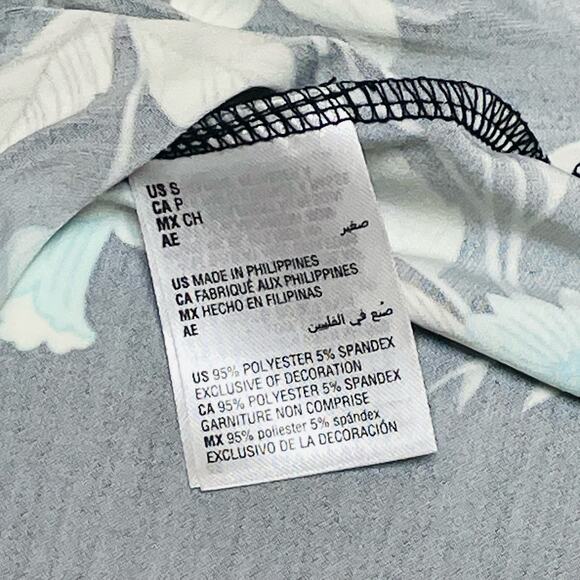 US S
CA P
MX CH
AE صغير
US MADE IN PHILIPPINES
CA FABRIQUÉ AUX PHILIPPINES
MX HECHO EN FILIPINAS
AE صُنع في الفلبين
US 95% POLYESTER 5% SPANDEX
EXCLUSIVE OF DECORATION
CA 95% POLYESTER 5% SPANDEX
GARNITURE NON COMPRISE
MX 95% poliester 5% spándex
EXCLUSIVO DE LA DECORACIÓN